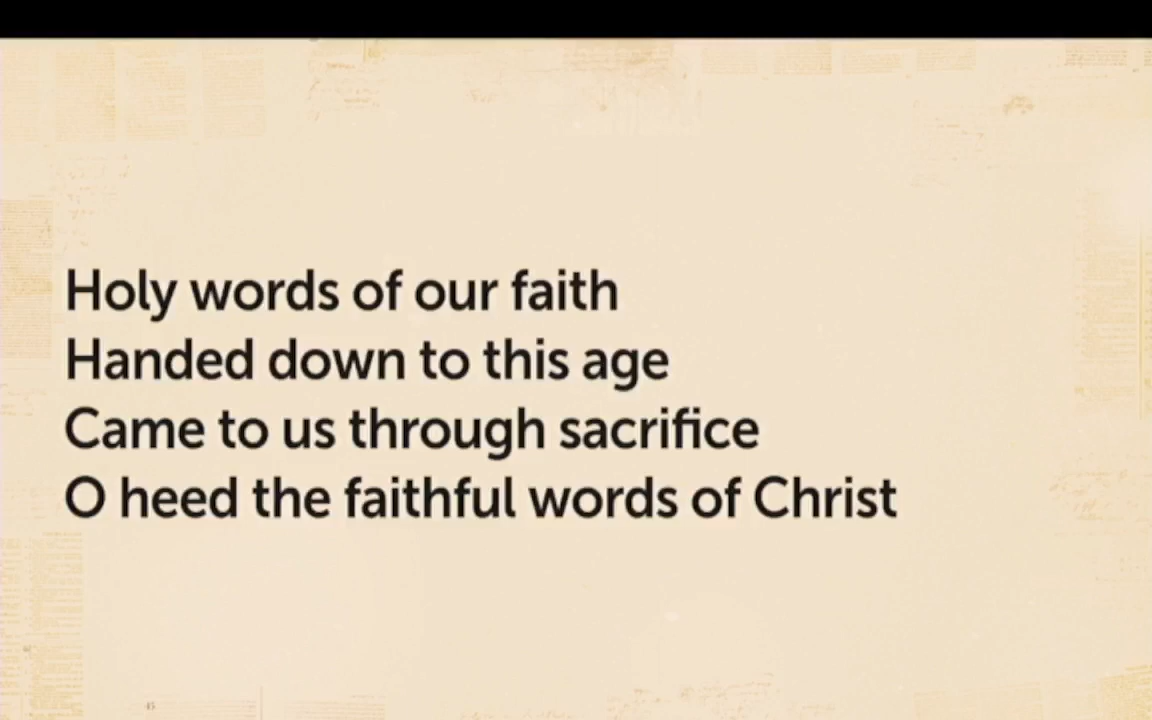 Holy words of our faith
Handed down to this age
Came to us through sacrifice
O heed the faithful words of Christ